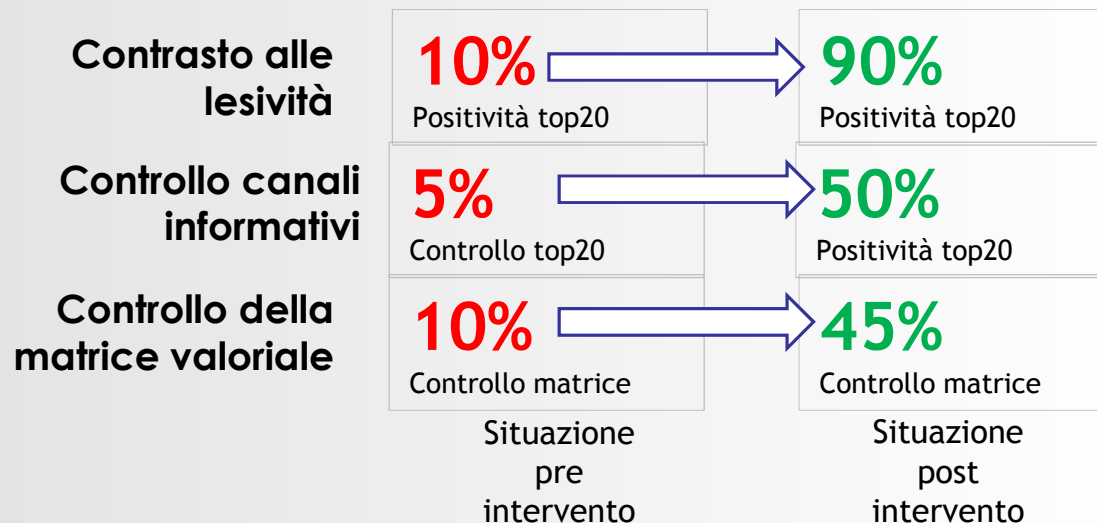 Contrasto alle
lesività
10%
Positività top20
90%
Positività top20
Controllo canali
informativi
5%
Controllo top20
50%
Positività top20
Controllo della
matrice valoriale
10%
Controllo matrice
45%
Controllo matrice
Situazione
pre
intervento
Situazione
post
intervento